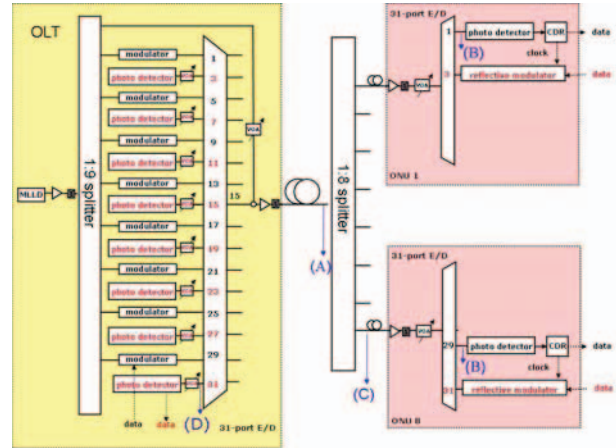 OLT
MLLD
1:9 splitter
modulator
photo detector
modulator
photo detector
modulator
photo detector
modulator
photo detector
modulator
photo detector
modulator
photo detector
modulator
photo detector
modulator
photo detector
VOA
1
3
5
7
9
11
13
15
15
17
19
21
23
25
27
29
31
data
data
(D)
31-port E/D
(A)
1:8 splitter
(C)
31-port E/D
1
photo detector
CDR
data
(B)
clock
3
reflective modulator
data
VOA
ONU 1
31-port E/D
VOA
29
photo detector
CDR
data
(B)
clock
31
reflective modulator
data
ONU 8